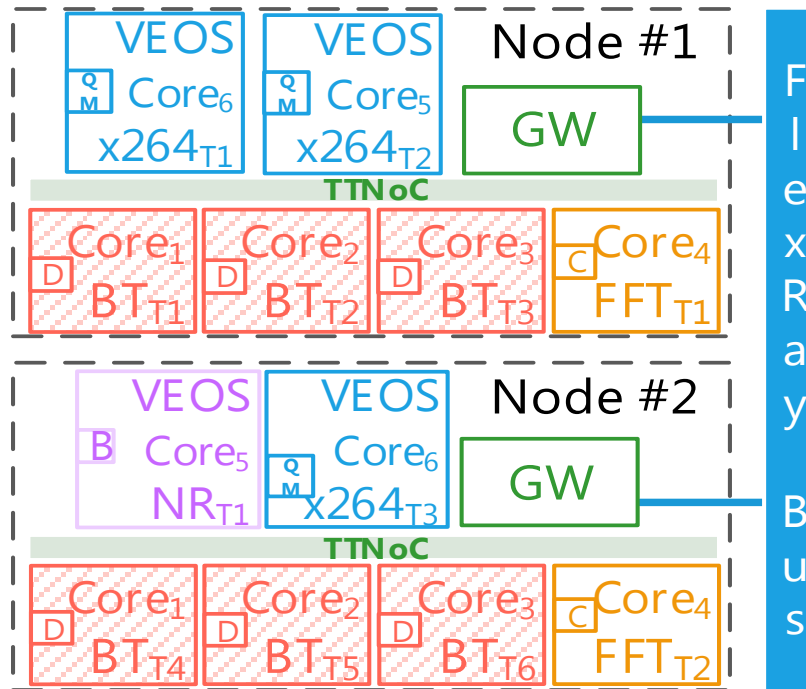 VEOS
QM Core6
x264T1
VEOS
QM Core5
x264T2
Node #1
GW
TTNoC
Core1
D
BTT1
Core2
D
BTT2
Core3
D
BTT3
Core4
C
FFTT1
VEOS
B Core5
NRT1
VEOS
QM Core6
x264T3
Node #2
GW
TTNoC
Core1
D
BTT4
Core2
D
BTT5
Core3
D
BTT6
Core4
C
FFTT2
FlexRay Bus